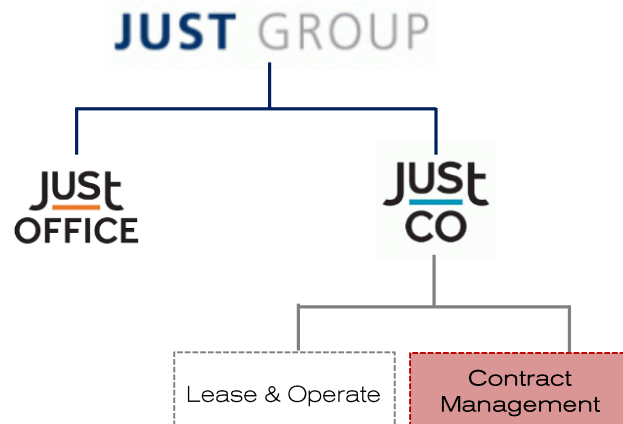 JUST GROUP
JUSt
OFFICE
JUSt
CO
Lease & Operate
Contract
Management